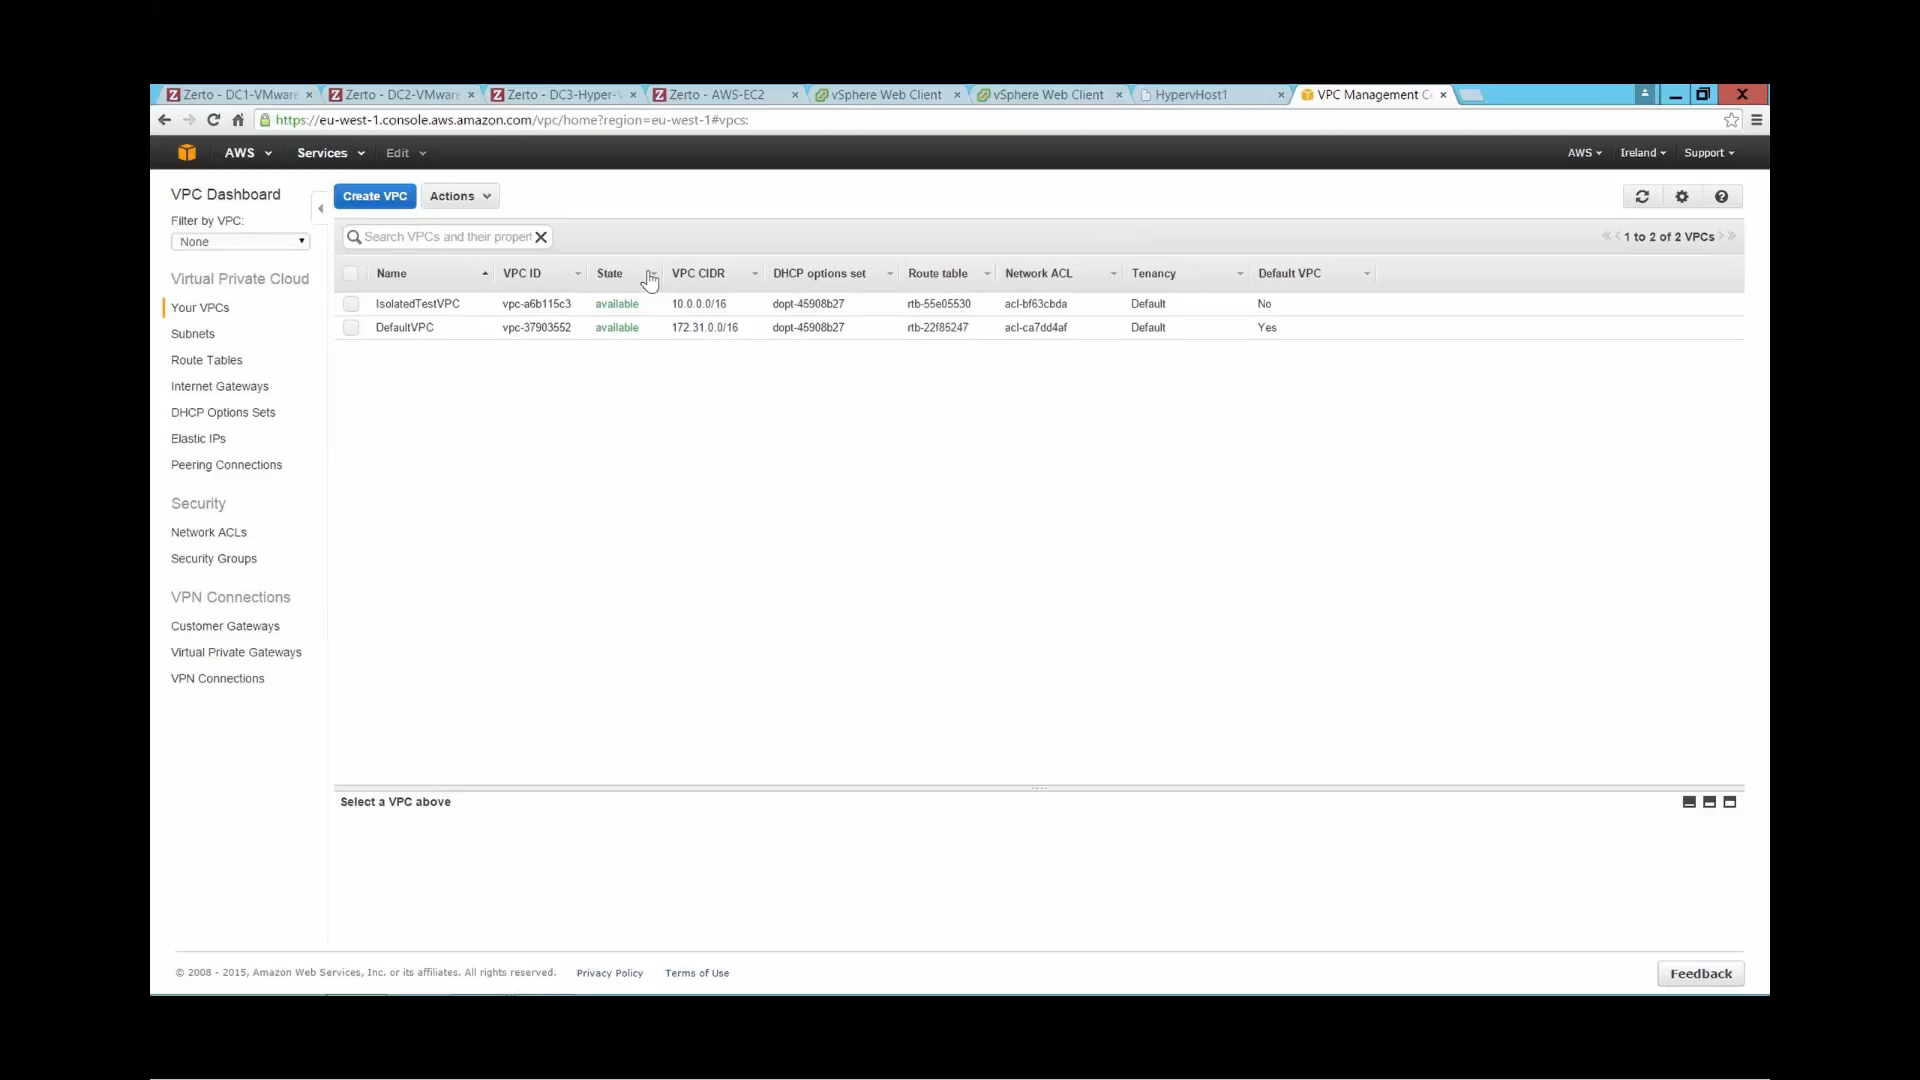 Zerto - DC1-VMware Zerto - DC2-VMware Zerto - DC3-Hyper-V Zerto - AWS-EC2 vSphere Web Client vSphere Web Client HypervHost1 VPC Management C
https://eu-west-1.console.aws.amazon.com/vpc/home?region=eu-west-1#vpcs:
AWS Services Edit AWS Ireland Support
VPC Dashboard
Filter by VPC:
None
Virtual Private Cloud
Your VPCs
Subnets
Route Tables
Internet Gateways
DHCP Options Sets
Elastic IPs
Peering Connections
Security
Network ACLs
Security Groups
VPN Connections
Customer Gateways
Virtual Private Gateways
VPN Connections
Create VPC Actions
Search VPCs and their propert 1 to 2 of 2 VPCs
Name VPC ID State VPC CIDR DHCP options set Route table Network ACL Tenancy Default VPC
IsolatedTestVPC vpc-a6b115c3 available 10.0.0.0/16 dopt-45908b27 rtb-55e05530 acl-bf63cbda Default No
DefaultVPC vpc-37903552 available 172.31.0.0/16 dopt-45908b27 rtb-22f85247 acl-ca7dd4af Default Yes
Select a VPC above
© 2008 - 2015, Amazon Web Services, Inc. or its affiliates. All rights reserved. Privacy Policy Terms of Use
Feedback